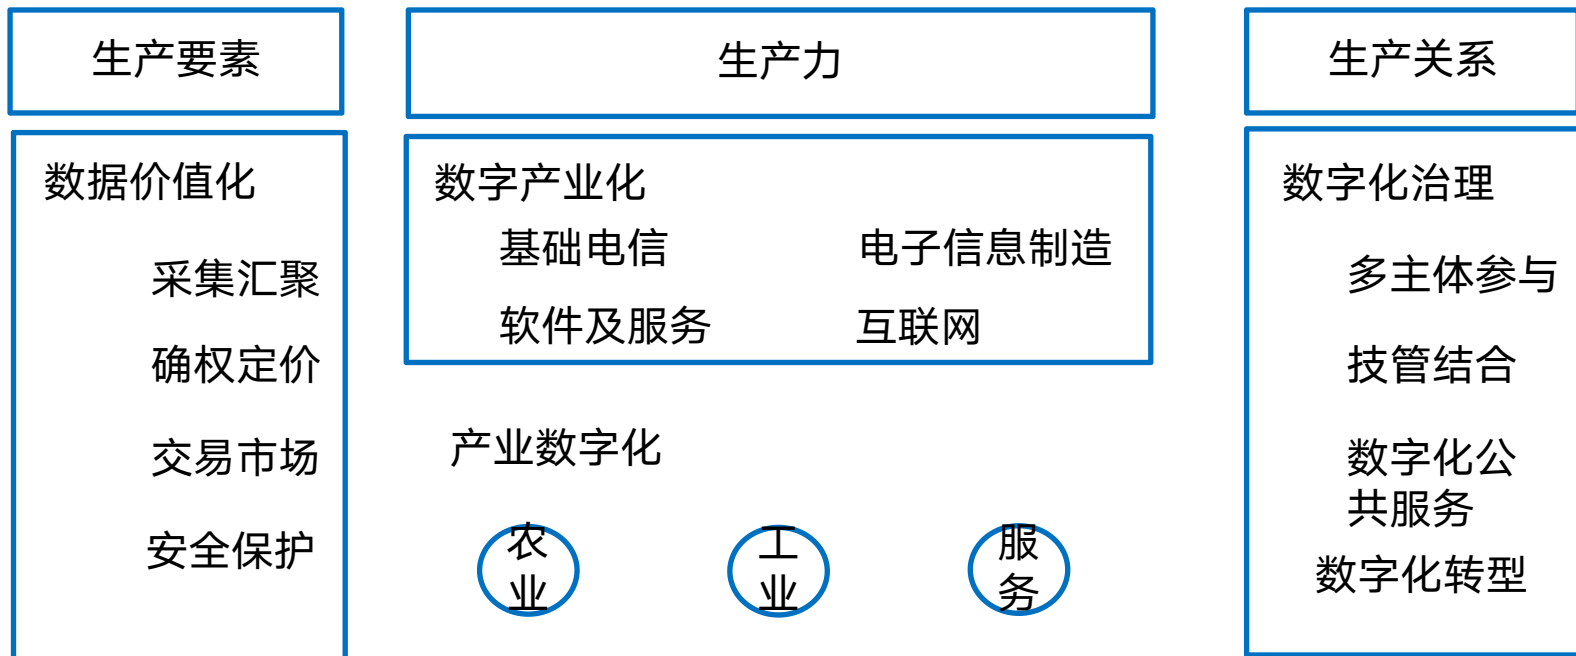 生产要素
生产力
生产关系
数据价值化
采集汇聚
确权定价
交易市场
安全保护
数字产业化
基础电信
电子信息制造
软件及服务
互联网
产业数字化
农
业
工
业
服
务
数字化治理
多主体参与
技管结合
数字化公
共服务
数字化转型